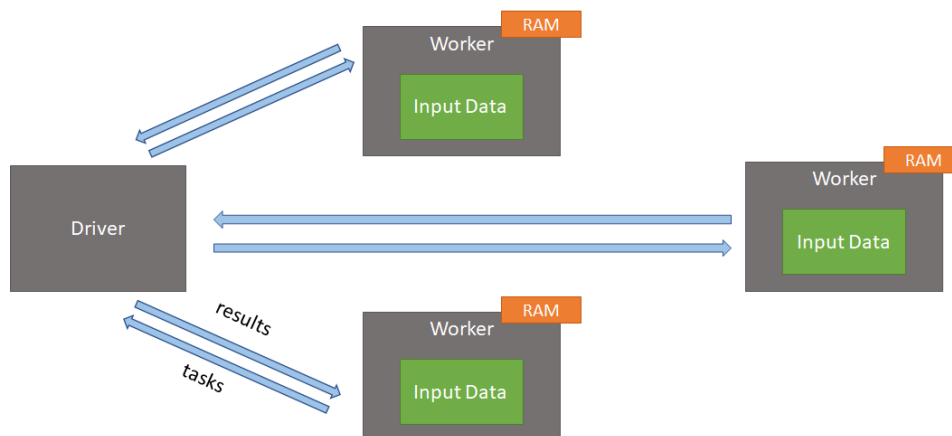 RAM
Worker
Input Data
RAM
Worker
Input Data
Driver
results
tasks
RAM
Worker
Input Data